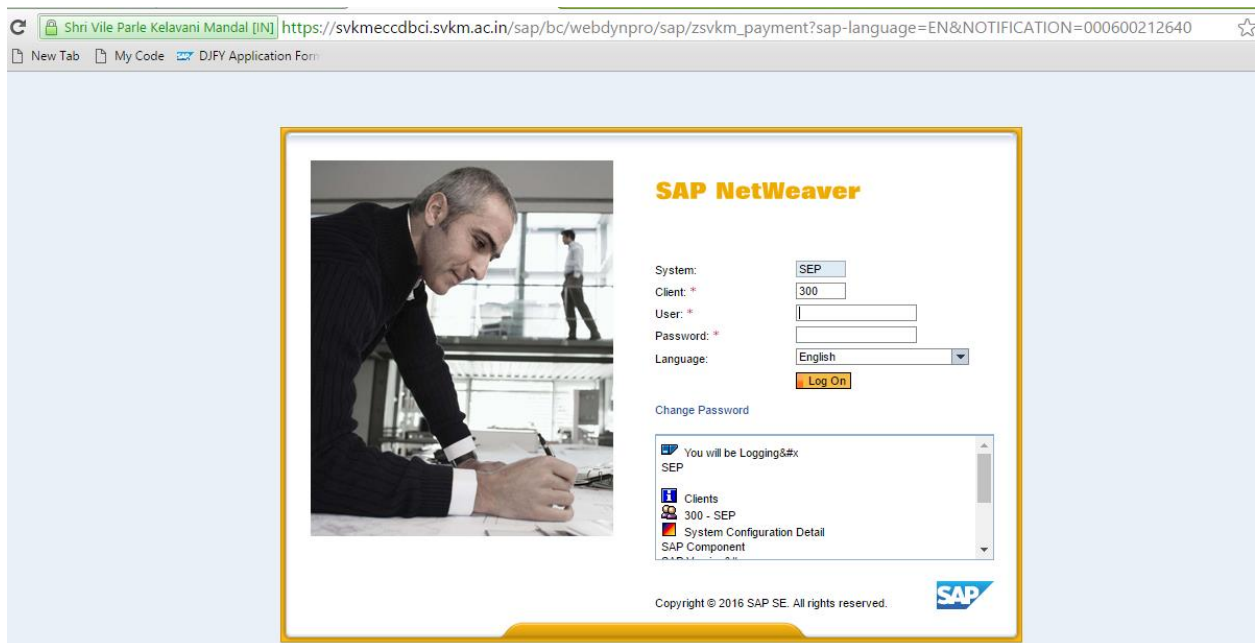 Shri Vile Parle Kelavani Mandal [IN] https://svkmeccdbci.svkm.ac.in/sap/bc/webdynpro/sap/zsvkm_payment?sap-language=EN&NOTIFICATION=000600212640
New Tab My Code DJFY Application Form
SAP NetWeaver
System: SEP
Client: * 300
User: *
Password: *
Language: English
Log On
Change Password
You will be Logging&#x
SEP
Clients
300 - SEP
System Configuration Detail
SAP Component
Copyright © 2016 SAP SE. All rights reserved.
SAP